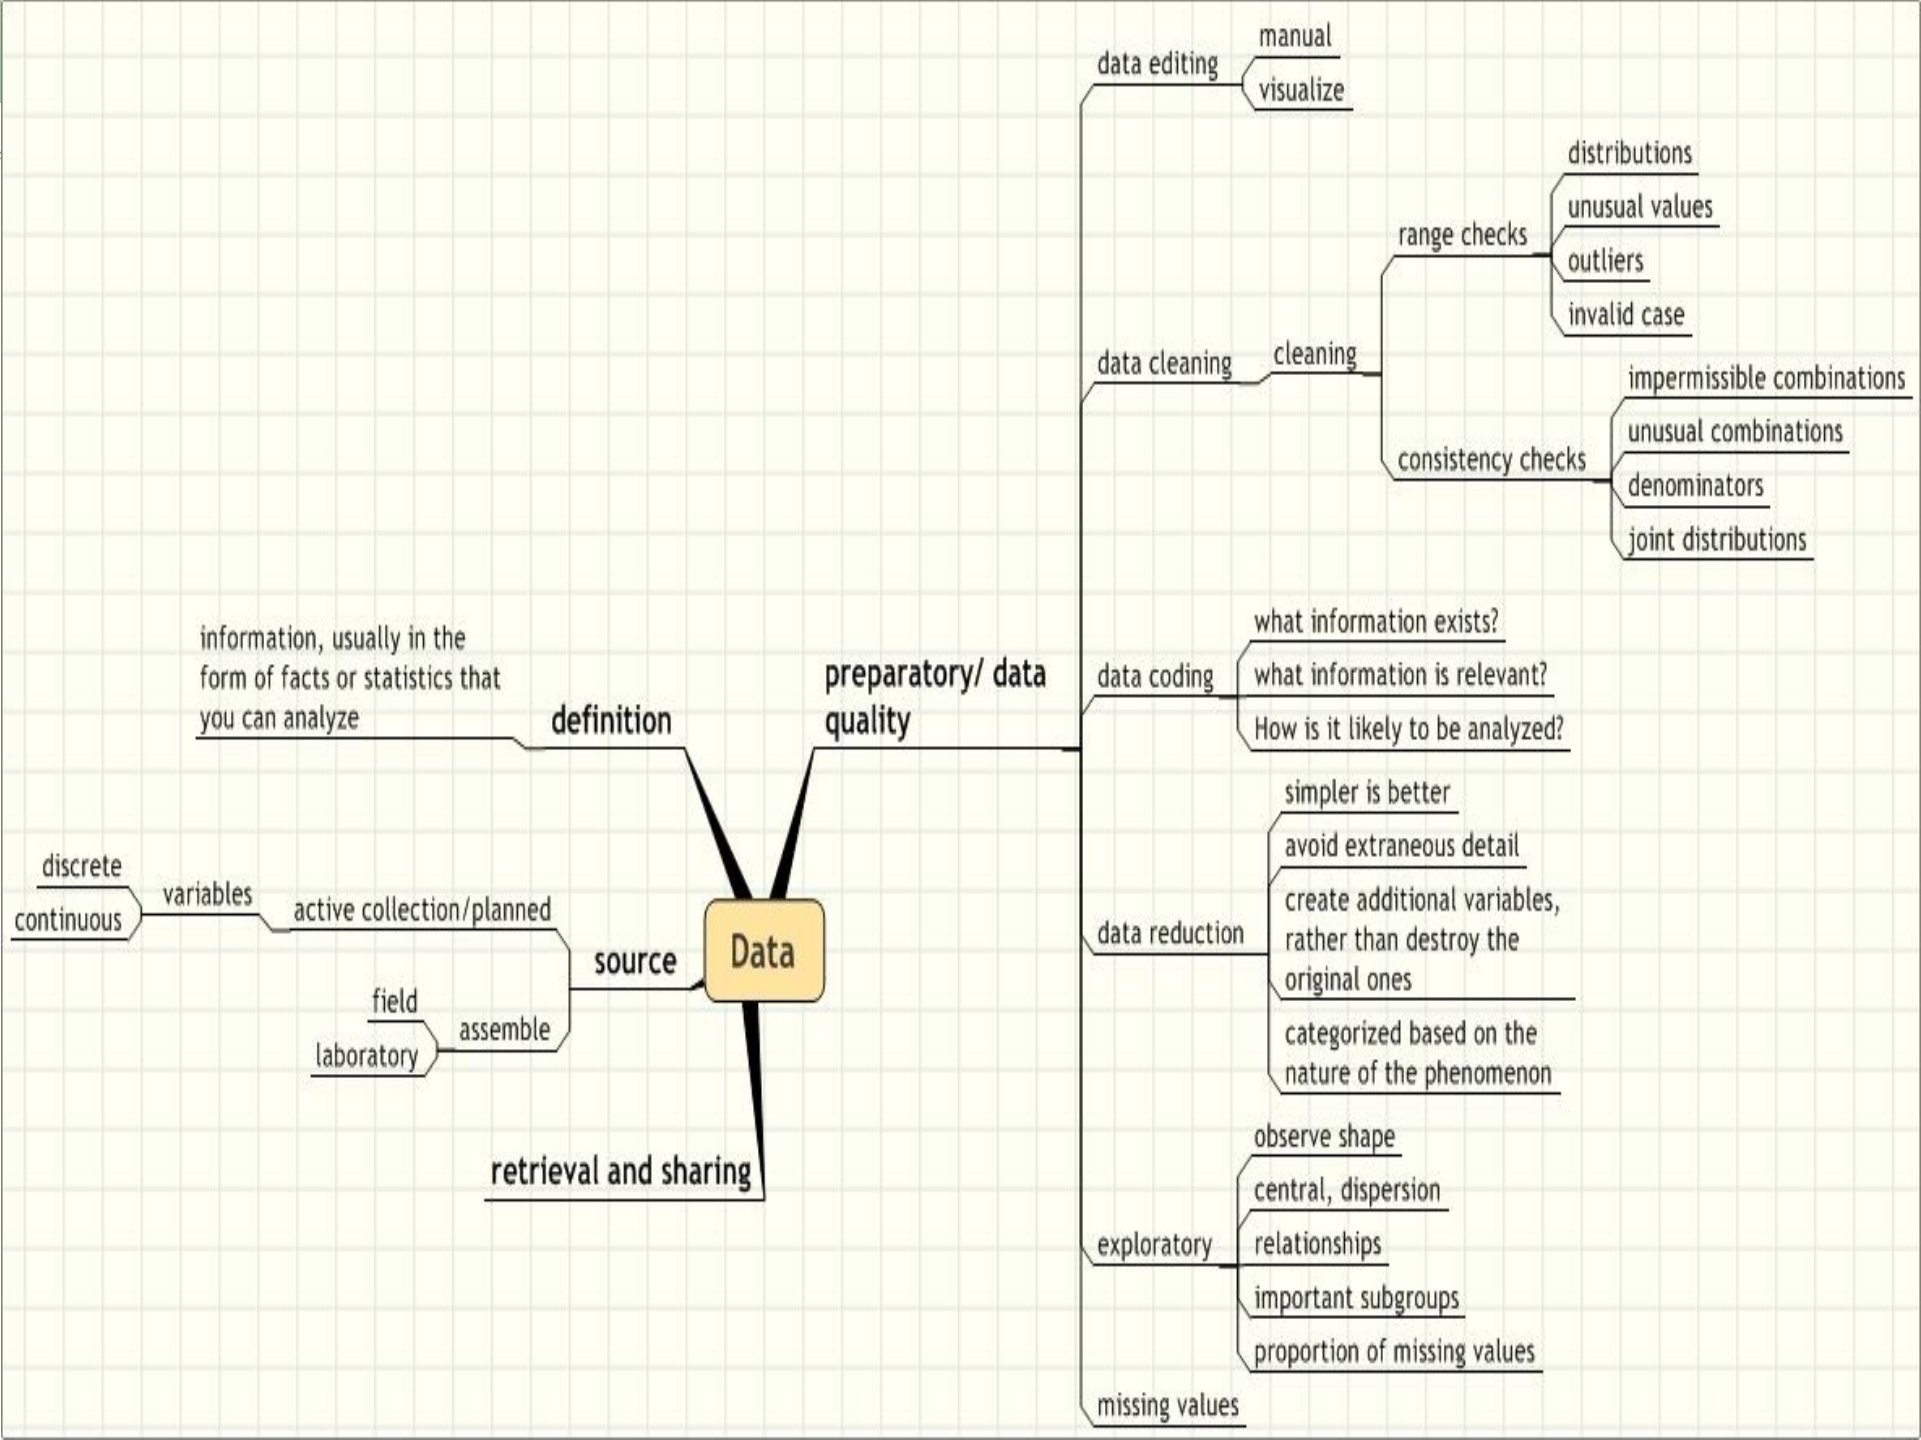 manual
data editing
visualize
distributions
unusual values
range checks
outliers
invalid case
data cleaning
cleaning
impermissible combinations
unusual combinations
consistency checks
denominators
joint distributions
what information exists?
data coding
what information is relevant?
How is it likely to be analyzed?
preparatory/ data
quality
simpler is better
avoid extraneous detail
data reduction
create additional variables,
rather than destroy the
original ones
categorized based on the
nature of the phenomenon
observe shape
central, dispersion
exploratory
relationships
important subgroups
proportion of missing values
missing values
information, usually in the
form of facts or statistics that
you can analyze
definition
discrete
continuous
variables
active collection/planned
source
Data
field
laboratory
assemble
retrieval and sharing